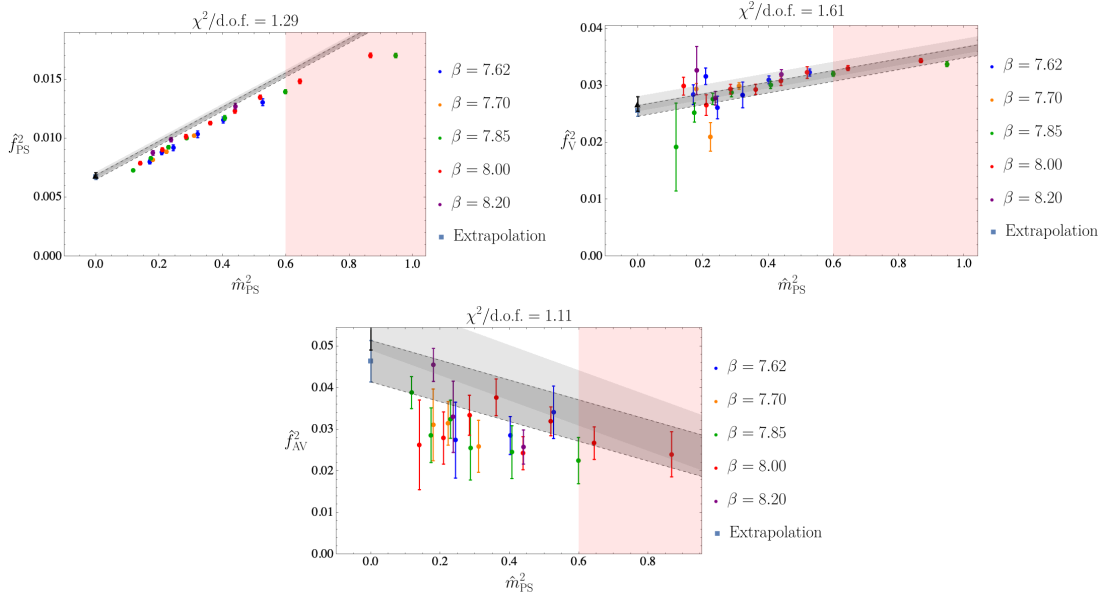 χ²/d.o.f. = 1.29
f̂²_PS
0.015
0.010
0.005
0.000
0.0 0.2 0.4 0.6 0.8 1.0
m̂²_PS
β = 7.62
β = 7.70
β = 7.85
β = 8.00
β = 8.20
Extrapolation
χ²/d.o.f. = 1.61
f̂²_V
0.04
0.03
0.02
0.01
0.00
0.0 0.2 0.4 0.6 0.8 1.0
m̂²_PS
β = 7.62
β = 7.70
β = 7.85
β = 8.00
β = 8.20
Extrapolation
χ²/d.o.f. = 1.11
f̂²_AV
0.05
0.04
0.03
0.02
0.01
0.00
0.0 0.2 0.4 0.6 0.8
m̂²_PS
β = 7.62
β = 7.70
β = 7.85
β = 8.00
β = 8.20
Extrapolation